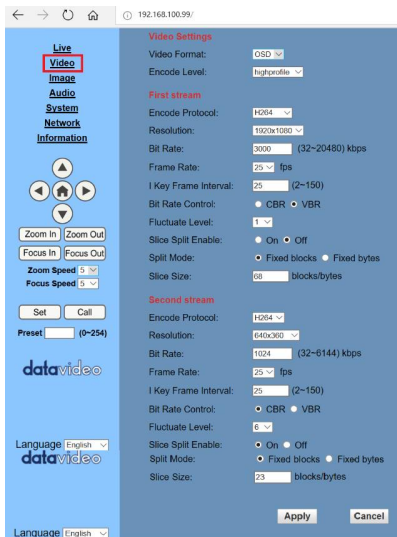 192.168.100.99/
Live
Video
Image
Audio
System
Network
Information
Zoom In Zoom Out
Focus In Focus Out
Zoom Speed 5
Focus Speed 5
Set Call
Preset (0~254)
datavideo
Language English
datavideo
Language English
Video Settings
Video Format: OSD
Encode Level: highprofile
First stream
Encode Protocol: H264
Resolution: 1920x1080
Bit Rate: 3000 (32~20480) kbps
Frame Rate: 25 fps
I Key Frame Interval: 25 (2~150)
Bit Rate Control: CBR VBR
Fluctuate Level: 1
Slice Split Enable: On Off
Split Mode: Fixed blocks Fixed bytes
Slice Size: 68 blocks/bytes
Second stream
Encode Protocol: H264
Resolution: 640x360
Bit Rate: 1024 (32~6144) kbps
Frame Rate: 25 fps
I Key Frame Interval: 25 (2~150)
Bit Rate Control: CBR VBR
Fluctuate Level: 6
Slice Split Enable: On Off
Split Mode: Fixed blocks Fixed bytes
Slice Size: 23 blocks/bytes
Apply Cancel